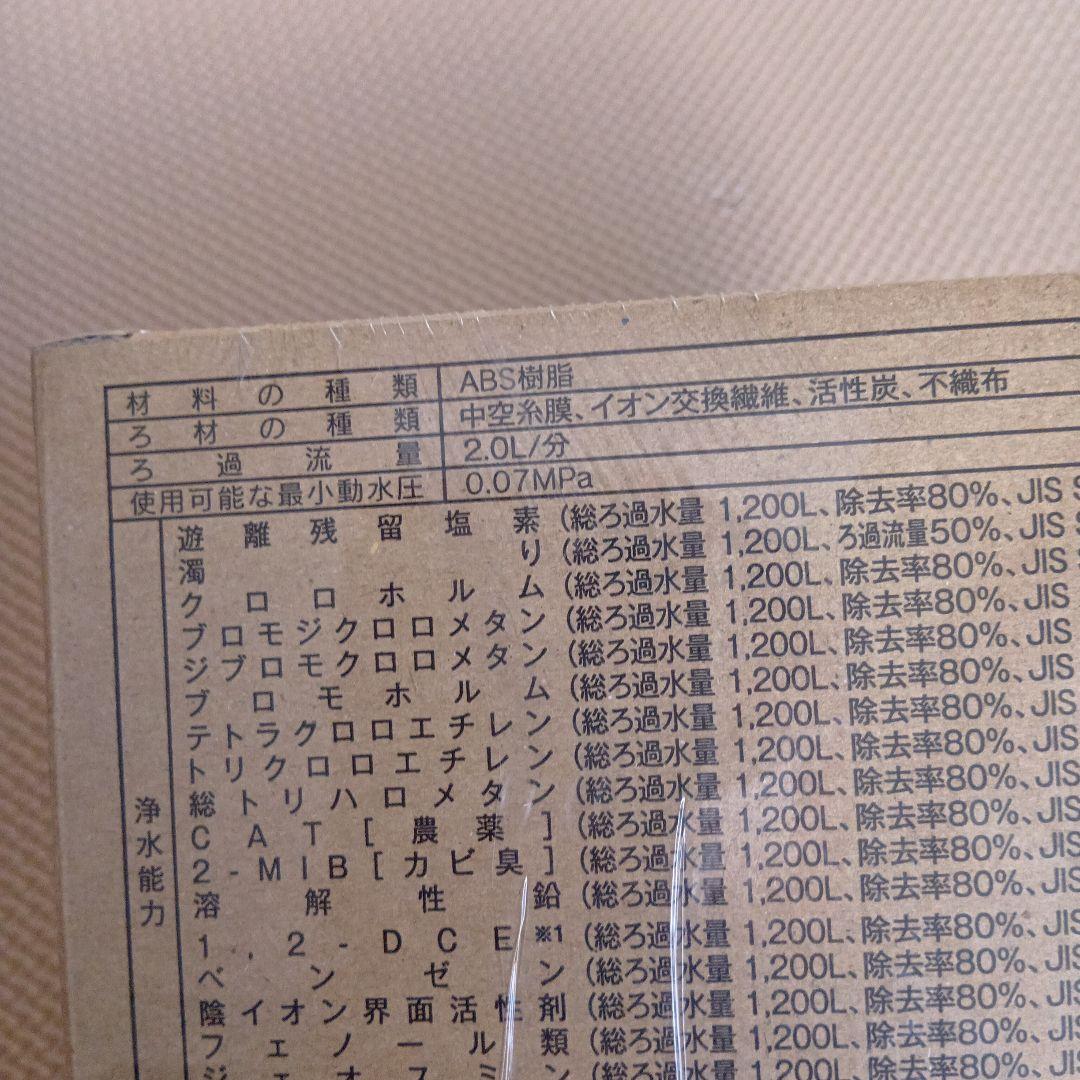 材料の種類 ABS樹脂
ろ材の種類 中空糸膜、イオン交換繊維、活性炭、不織布
ろ過流量 2.0L/分
使用可能な最小動水圧 0.07MPa
浄水能力
遊離残留塩素(総ろ過水量 1,200L、除去率80%、JIS S
濁り(総ろ過水量 1,200L、ろ過流量50%、JIS S
クロロホルム(総ろ過水量 1,200L、除去率80%、JIS
ブロモジクロロメタン(総ろ過水量 1,200L、除去率80%、JIS
ジブロモクロロメタン(総ろ過水量 1,200L、除去率80%、JIS
ブロモホルム(総ろ過水量 1,200L、除去率80%、JIS
テトラクロロエチレン(総ろ過水量 1,200L、除去率80%、JIS
トリクロロエチレン(総ろ過水量 1,200L、除去率80%、JIS
総トリハロメタン(総ろ過水量 1,200L、除去率80%、JIS
CAT[農薬](総ろ過水量 1,200L、除去率80%、JIS
2-MIB[カビ臭](総ろ過水量 1,200L、除去率80%、JIS
溶解性鉛(総ろ過水量 1,200L、除去率80%、JIS
1,2-DCE※1(総ろ過水量 1,200L、除去率80%、JIS
ベンゼン(総ろ過水量 1,200L、除去率80%、JIS
陰イオン界面活性剤(総ろ過水量 1,200L、除去率80%、JIS
フェノール類(総ろ過水量 1,200L、除去率80%、JIS
ジェオスミン(総ろ過水量 1,200L、除去率80%